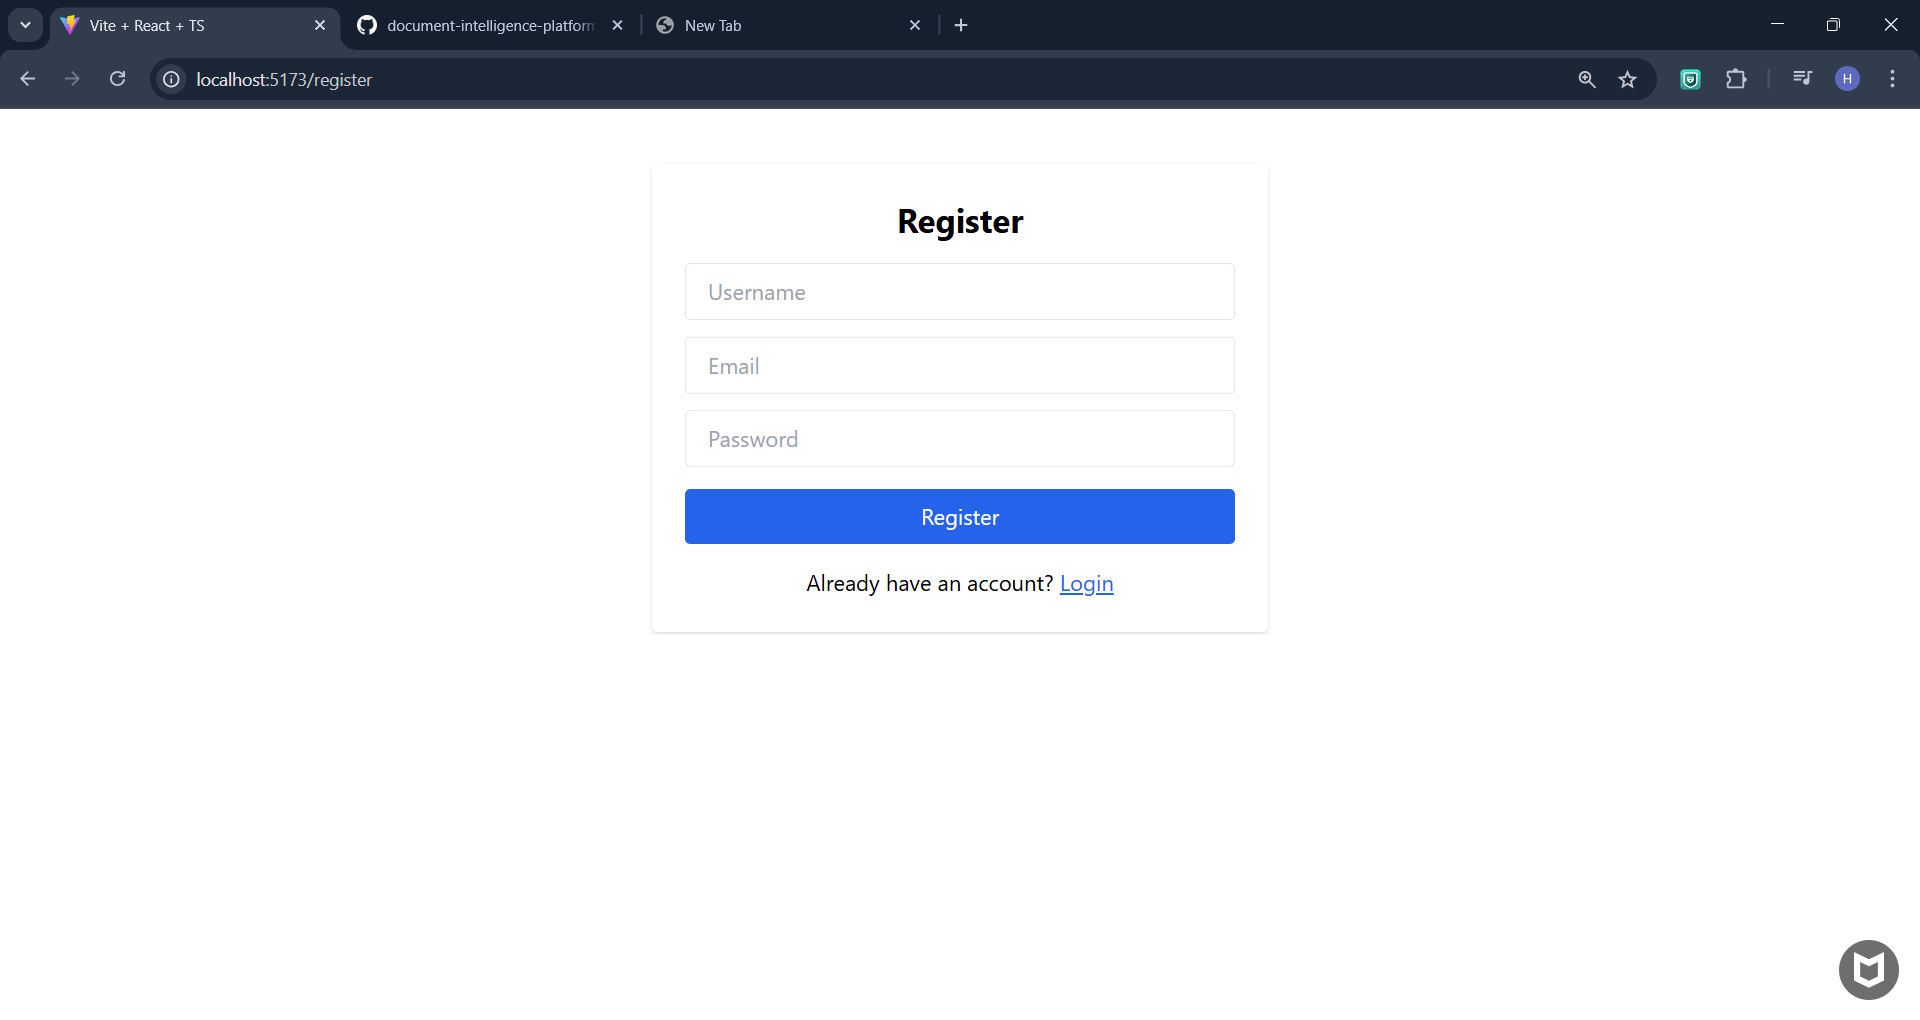 Vite + React + TS
document-intelligence-platform
New Tab
localhost:5173/register
H
Register
Username
Email
Password
Register
Already have an account? Login